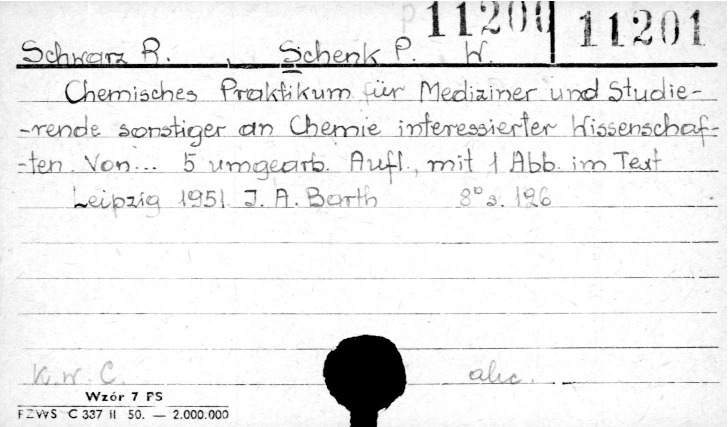 11200 11201
Schwarz R., Schenk P. W.
Chemisches Praktikum für Mediziner und Studie-
-rende sonstiger an Chemie interessierter Wissenschaf-
-ten. Von... 5 umgearb. Aufl., mit 1 Abb. im Text
Leipzig 1951. J. A. Barth 8° s. 126
K.W.C. akc.
Wzór 7 PS
FZWS C 337 II 50. — 2.000.000